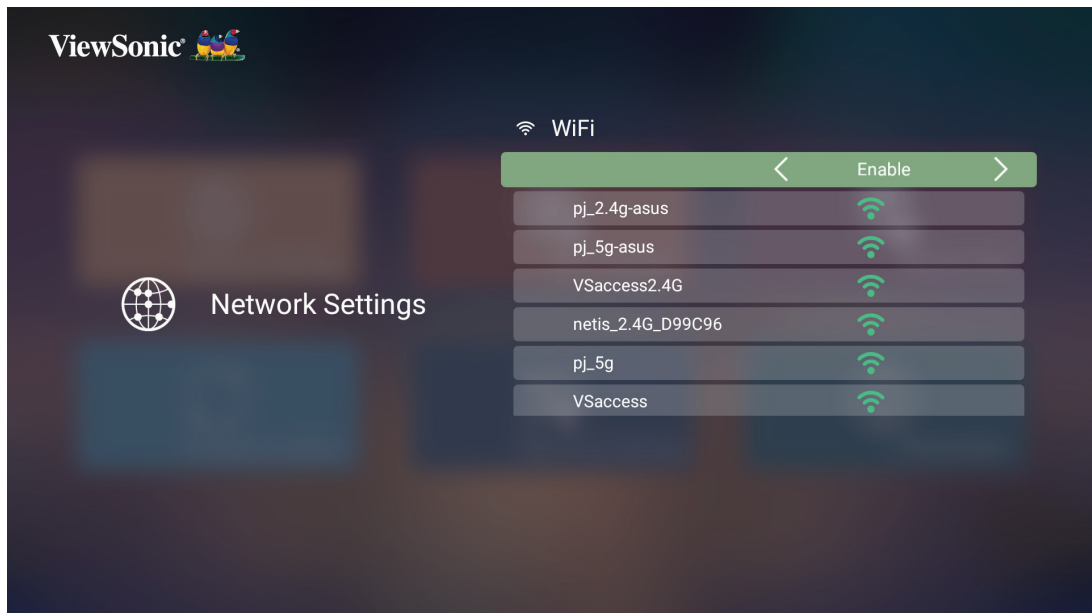 ViewSonic®
WiFi
Enable
pj_2.4g-asus
pj_5g-asus
VSaccess2.4G
Network Settings
netis_2.4G_D99C96
pj_5g
VSaccess